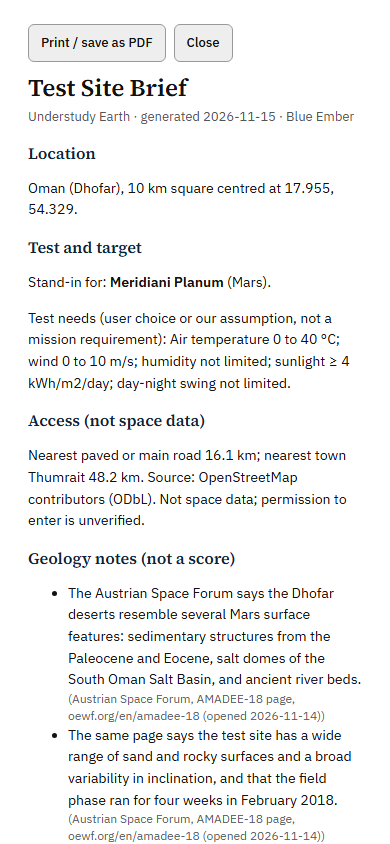 Print / save as PDF
Close
Test Site Brief
Understudy Earth · generated 2026-11-15 · Blue Ember
Location
Oman (Dhofar), 10 km square centred at 17.955,
54.329.
Test and target
Stand-in for: Meridiani Planum (Mars).
Test needs (user choice or our assumption, not a
mission requirement): Air temperature 0 to 40 °C;
wind 0 to 10 m/s; humidity not limited; sunlight ≥ 4
kWh/m2/day; day-night swing not limited.
Access (not space data)
Nearest paved or main road 16.1 km; nearest town
Thumrait 48.2 km. Source: OpenStreetMap
contributors (ODbL). Not space data; permission to
enter is unverified.
Geology notes (not a score)
• The Austrian Space Forum says the Dhofar
deserts resemble several Mars surface
features: sedimentary structures from the
Paleocene and Eocene, salt domes of the
South Oman Salt Basin, and ancient river beds.
(Austrian Space Forum, AMADEE-18 page,
oewf.org/en/amadee-18 (opened 2026-11-14))
• The same page says the test site has a wide
range of sand and rocky surfaces and a broad
variability in inclination, and that the field
phase ran for four weeks in February 2018.
(Austrian Space Forum, AMADEE-18 page,
oewf.org/en/amadee-18 (opened 2026-11-14))